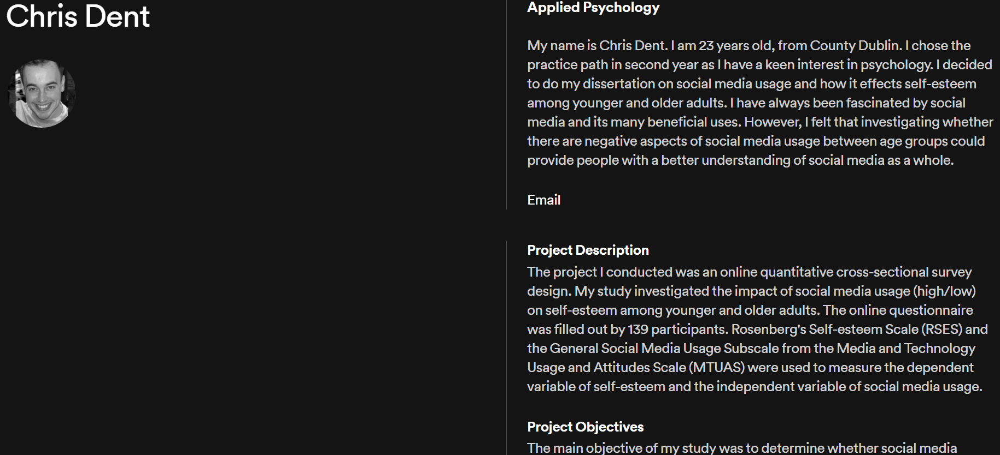 Chris Dent
Applied Psychology
My name is Chris Dent. I am 23 years old, from County Dublin. I chose the
practice path in second year as I have a keen interest in psychology. I decided
to do my dissertation on social media usage and how it effects self-esteem
among younger and older adults. I have always been fascinated by social
media and its many beneficial uses. However, I felt that investigating whether
there are negative aspects of social media usage between age groups could
provide people with a better understanding of social media as a whole.
Email
Project Description
The project I conducted was an online quantitative cross-sectional survey
design. My study investigated the impact of social media usage (high/low)
on self-esteem among younger and older adults. The online questionnaire
was filled out by 139 participants. Rosenberg's Self-esteem Scale (RSES) and
the General Social Media Usage Subscale from the Media and Technology
Usage and Attitudes Scale (MTUAS) were used to measure the dependent
variable of self-esteem and the independent variable of social media usage.
Project Objectives
The main objective of my study was to determine whether social media